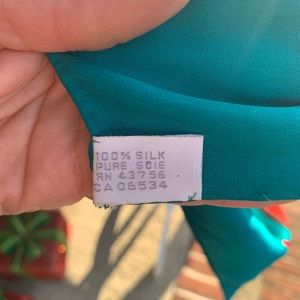 100% SILK
PURE SOIE
RN 43756
CA 06534